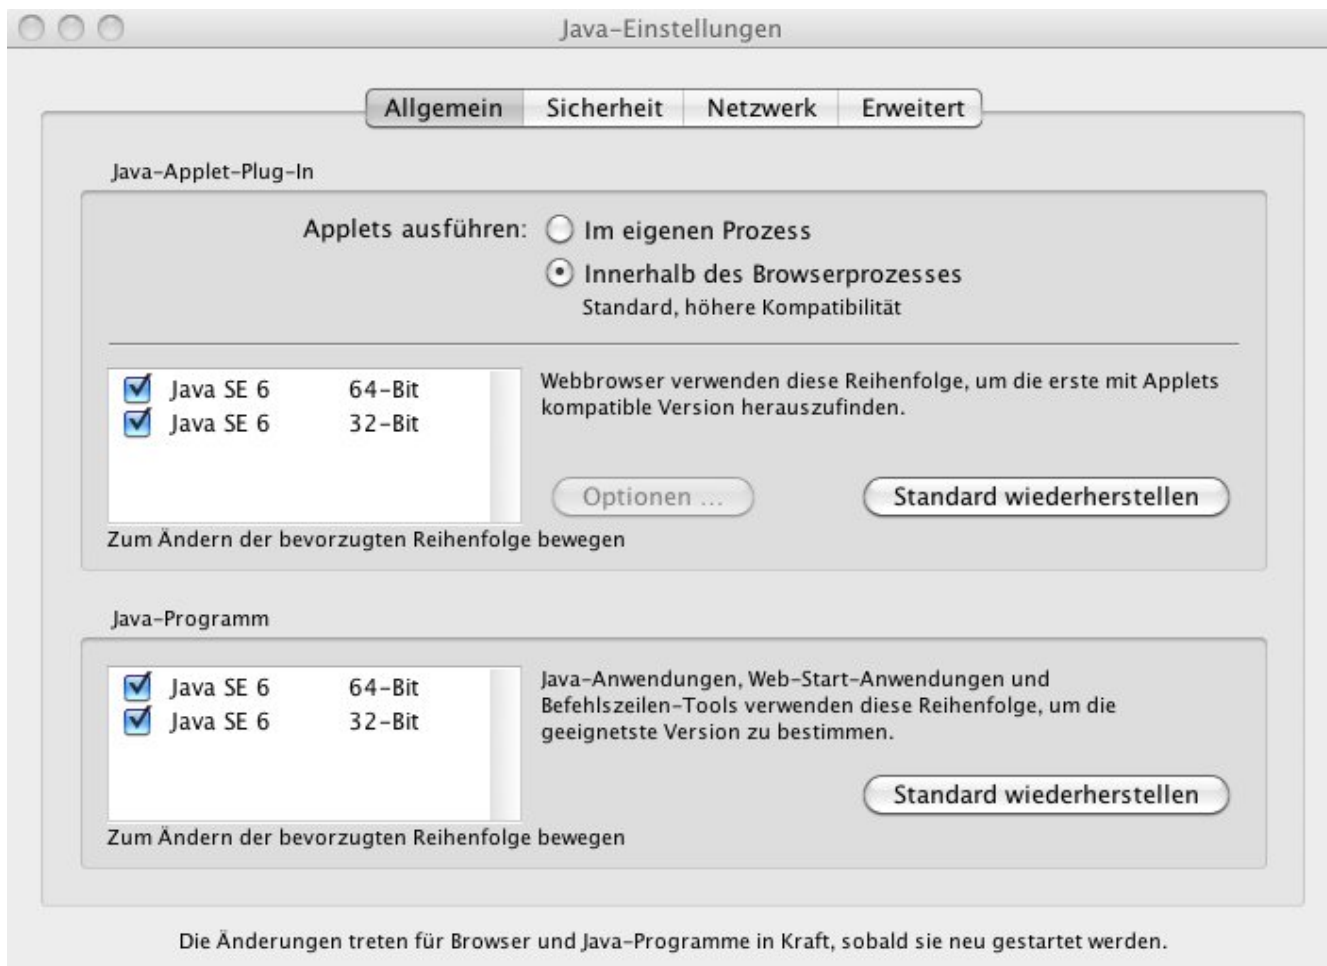 Java-Einstellungen
Allgemein Sicherheit Netzwerk Erweitert
Java-Applet-Plug-In
Applets ausführen: Im eigenen Prozess
Innerhalb des Browserprozesses
Standard, höhere Kompatibilität
Java SE 6 64-Bit
Java SE 6 32-Bit
Webbrowser verwenden diese Reihenfolge, um die erste mit Applets
kompatible Version herauszufinden.
Optionen ... Standard wiederherstellen
Zum Ändern der bevorzugten Reihenfolge bewegen
Java-Programm
Java SE 6 64-Bit
Java SE 6 32-Bit
Java-Anwendungen, Web-Start-Anwendungen und
Befehlszeilen-Tools verwenden diese Reihenfolge, um die
geeignetste Version zu bestimmen.
Standard wiederherstellen
Zum Ändern der bevorzugten Reihenfolge bewegen
Die Änderungen treten für Browser und Java-Programme in Kraft, sobald sie neu gestartet werden.